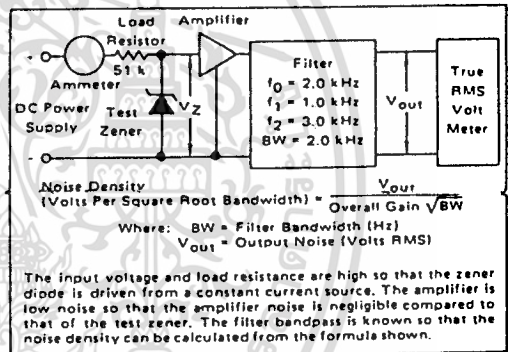 Load Amplifier
Resistor
51 k
Ammeter
DC Power
Supply
Test
Zener
VZ
Filter
f0 = 2.0 kHz
f1 = 1.0 kHz
f2 = 3.0 kHz
BW = 2.0 kHz
Vout
True
RMS
Volt
Meter
Noise Density
(Volts Per Square Root Bandwidth) = Vout / Overall Gain √BW
Where: BW = Filter Bandwidth (Hz)
Vout = Output Noise (Volts RMS)
The input voltage and load resistance are high so that the zener
diode is driven from a constant current source. The amplifier is
low noise so that the amplifier noise is negligible compared to
that of the test zener. The filter bandpass is known so that the
noise density can be calculated from the formula shown.